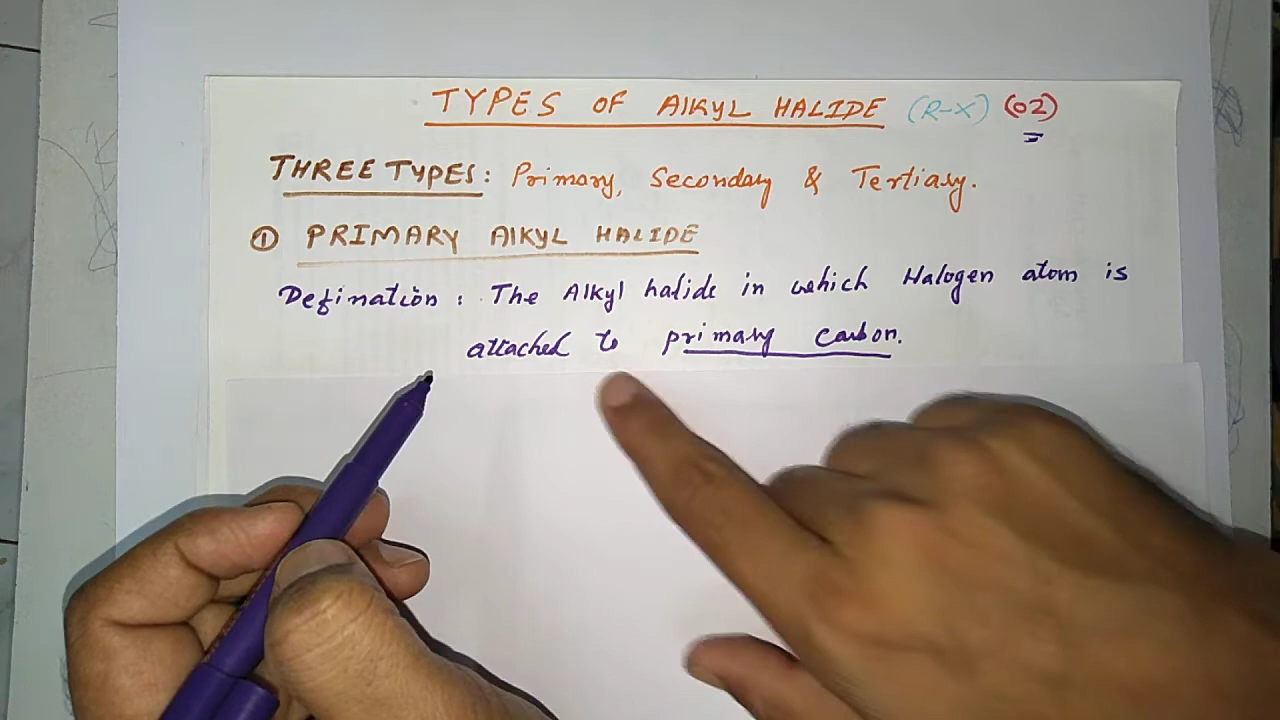 TYPES OF AlKYL HALIDE (R-X) (02)
THREE TYPES: Primary, Secondary & Tertiary.
① PRIMARY AlKYL HALIDE
Defination: The Alkyl halide in which Halogen atom is
attached to primary carbon.